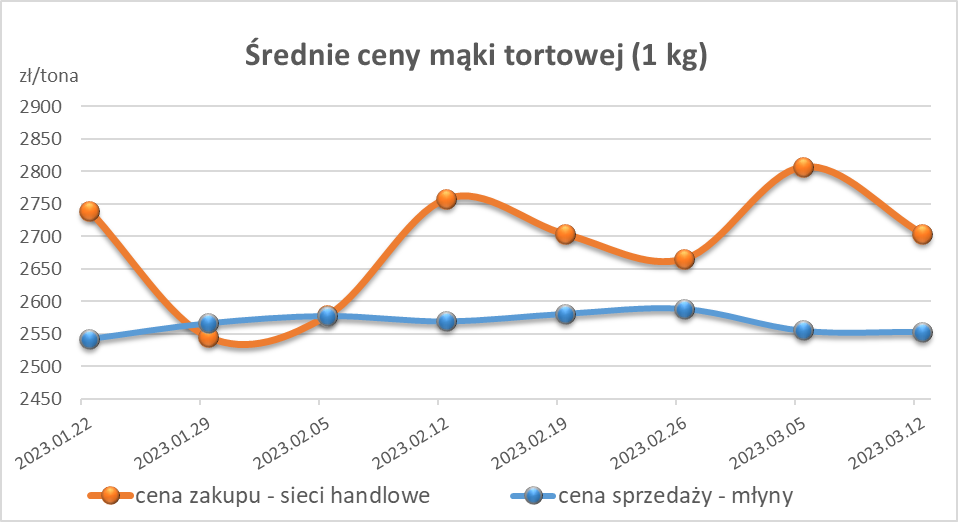 Średnie ceny mąki tortowej (1 kg)
zł/tona
2900
2850
2800
2750
2700
2650
2600
2550
2500
2450
2023.01.22 2023.01.29 2023.02.05 2023.02.12 2023.02.19 2023.02.26 2023.03.05 2023.03.12
cena zakupu - sieci handlowe cena sprzedaży - młyny